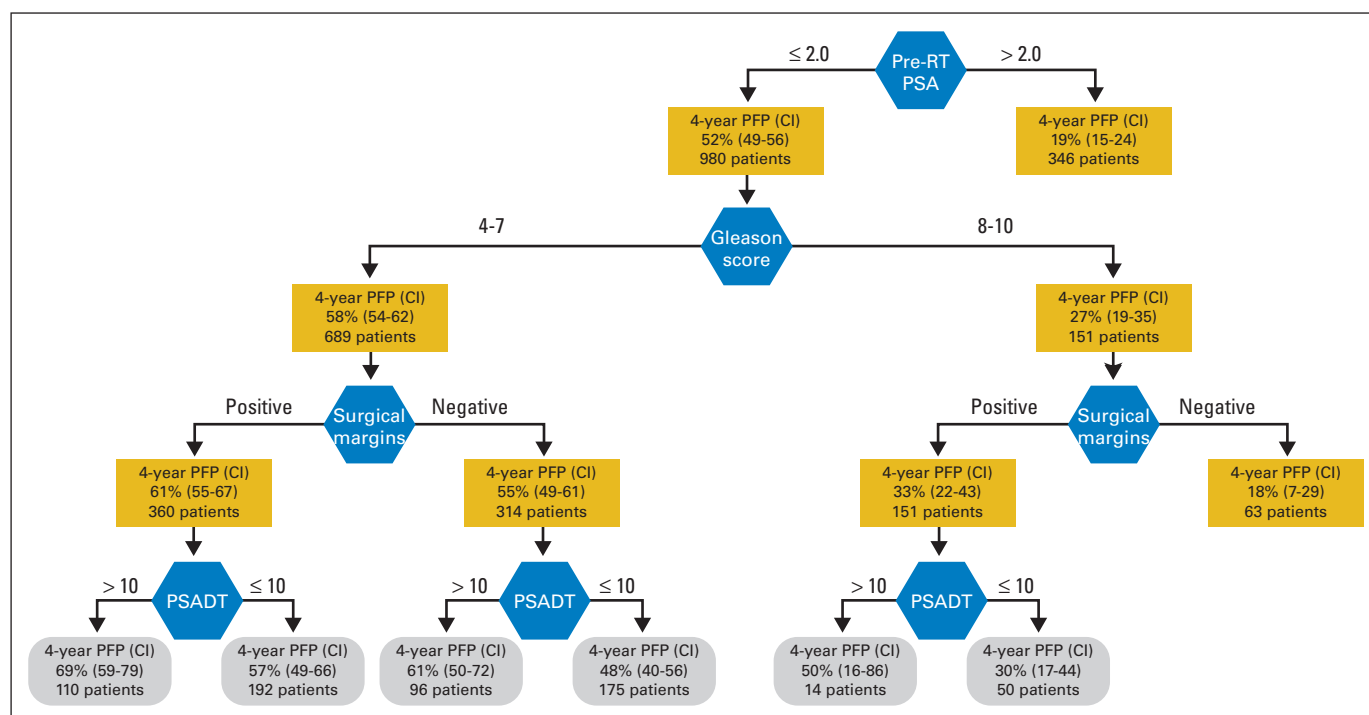 ≤ 2.0
Pre-RT
PSA
> 2.0
4-year PFP (CI)
52% (49-56)
980 patients
4-year PFP (CI)
19% (15-24)
346 patients
4-7
Gleason
score
8-10
4-year PFP (CI)
58% (54-62)
689 patients
4-year PFP (CI)
27% (19-35)
151 patients
Positive
Surgical
margins
Negative
Positive
Surgical
margins
Negative
4-year PFP (CI)
61% (55-67)
360 patients
4-year PFP (CI)
55% (49-61)
314 patients
4-year PFP (CI)
33% (22-43)
151 patients
4-year PFP (CI)
18% (7-29)
63 patients
> 10
PSADT
≤ 10
> 10
PSADT
≤ 10
> 10
PSADT
≤ 10
4-year PFP (CI)
69% (59-79)
110 patients
4-year PFP (CI)
57% (49-66)
192 patients
4-year PFP (CI)
61% (50-72)
96 patients
4-year PFP (CI)
48% (40-56)
175 patients
4-year PFP (CI)
50% (16-86)
14 patients
4-year PFP (CI)
30% (17-44)
50 patients